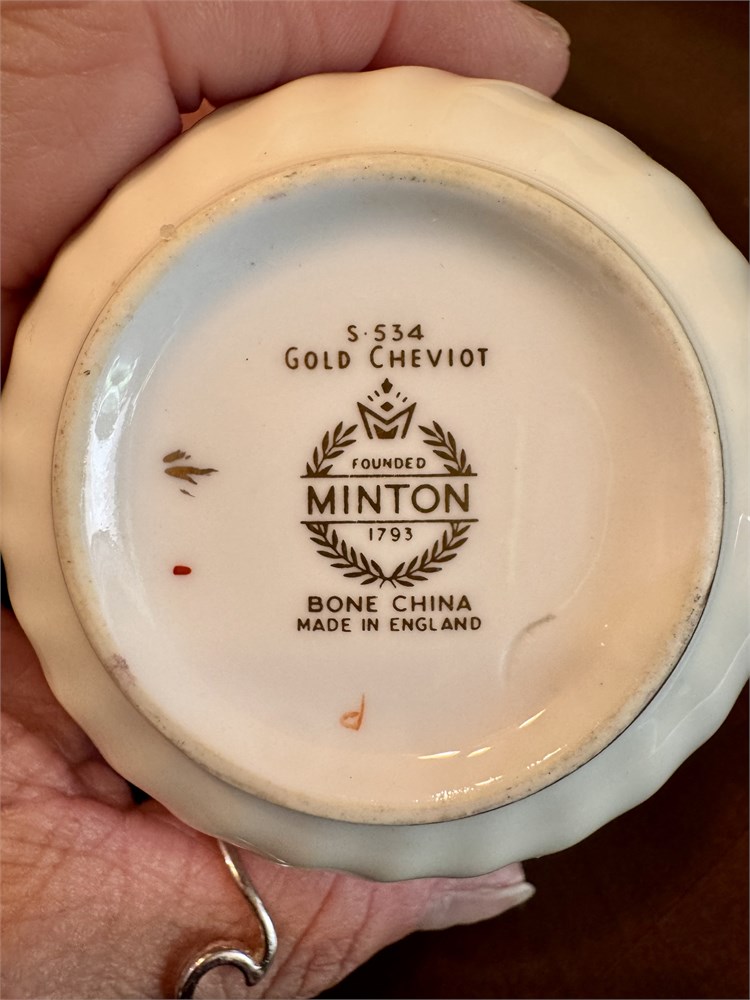 S·534
GOLD CHEVIOT
FOUNDED
MINTON
1793
BONE CHINA
MADE IN ENGLAND
d